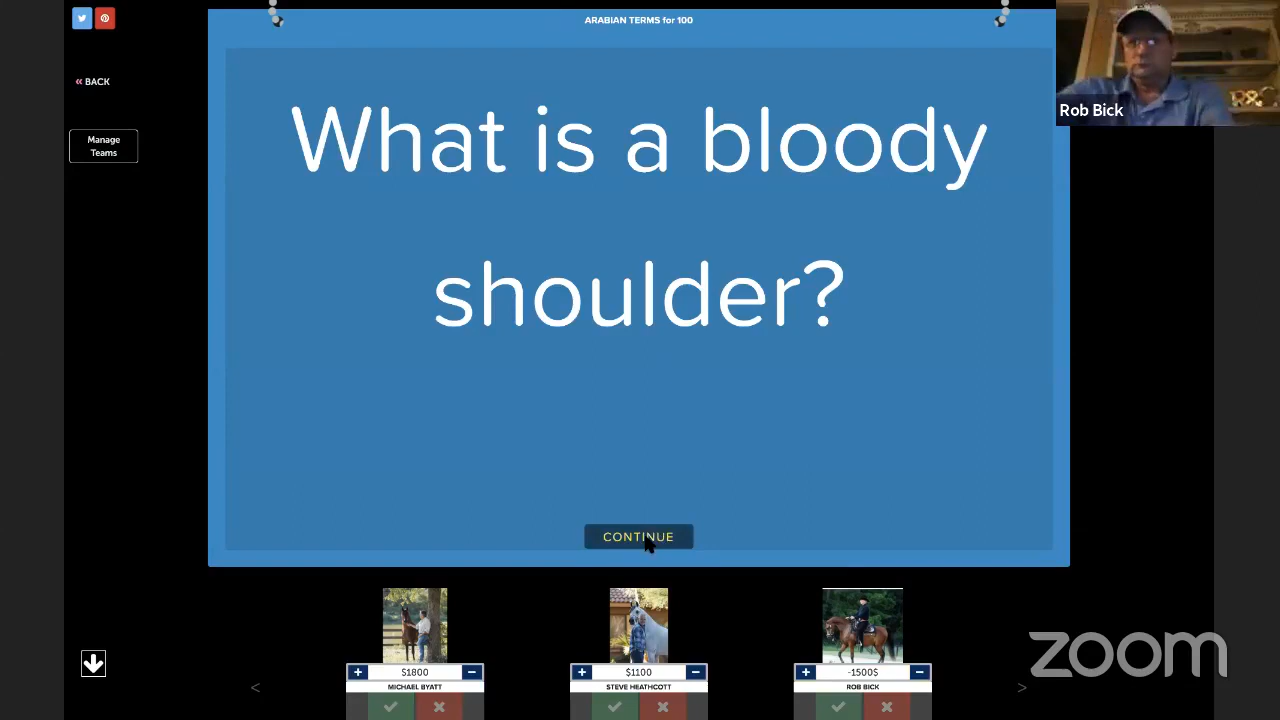 ARABIAN TERMS for 100
« BACK
Rob Bick
Manage
Teams
What is a bloody
shoulder?
CONTINUE
+ $1800 −
MICHAEL BYATT
+ $1100 −
STEVE HEATHCOTT
+ -1500$ −
ROB BICK
< >
zoom